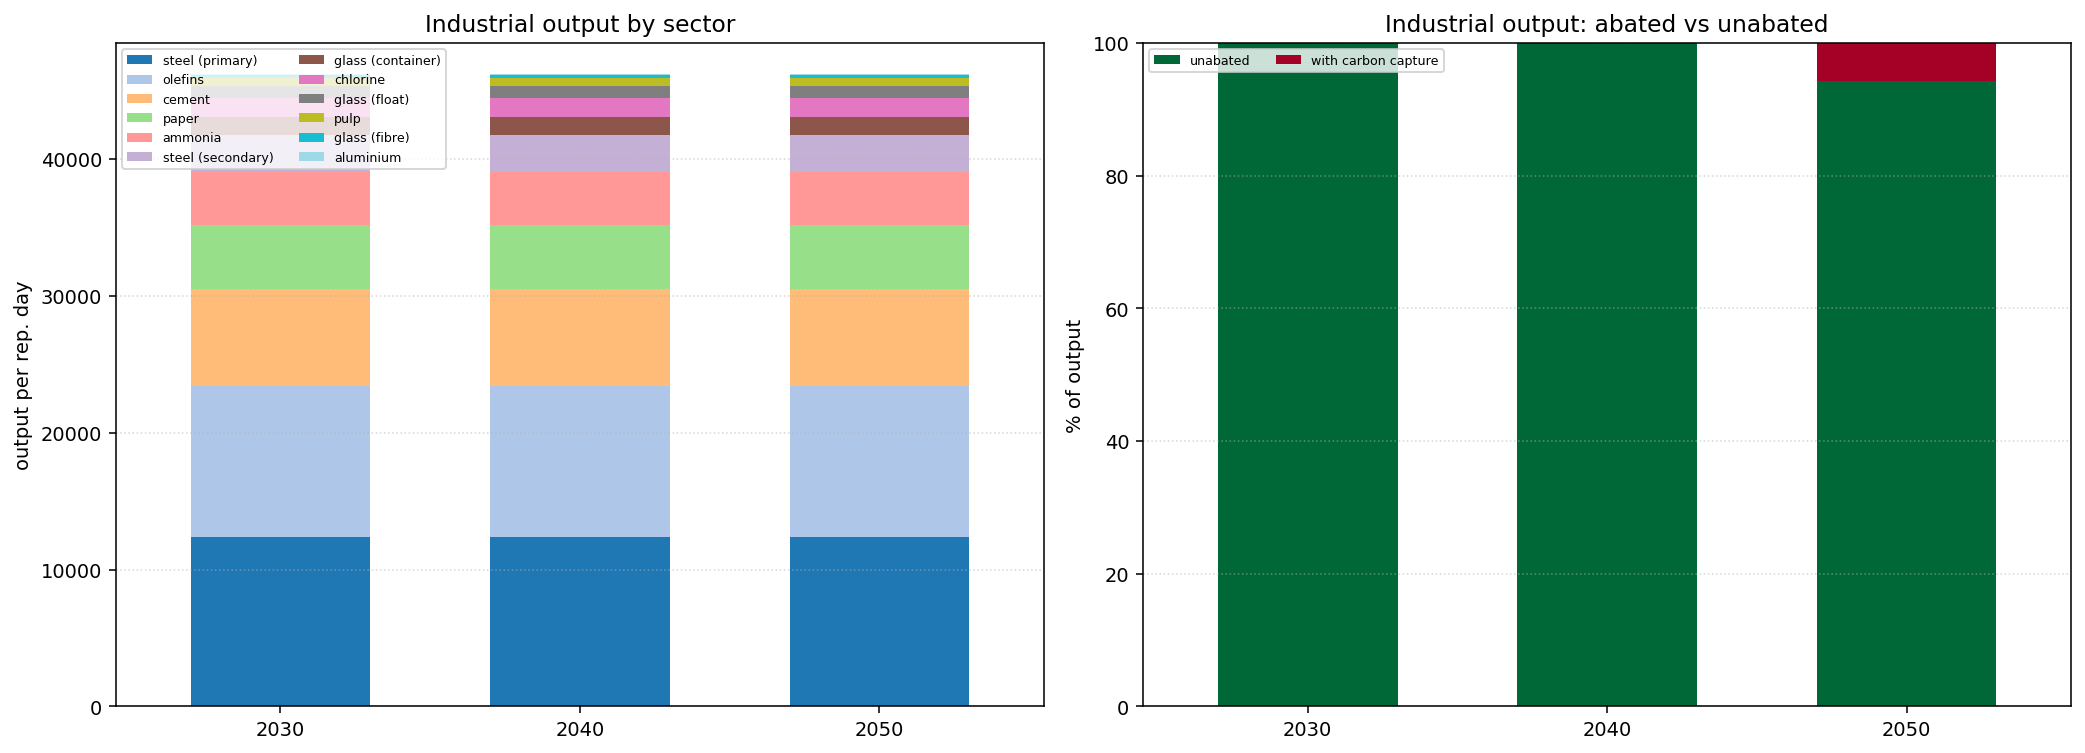 Industrial output by sector
steel (primary)
olefins
cement
paper
ammonia
steel (secondary)
glass (container)
chlorine
glass (float)
pulp
glass (fibre)
aluminium
output per rep. day
40000
30000
20000
10000
0
2030 2040 2050
Industrial output: abated vs unabated
unabated with carbon capture
% of output
100
80
60
40
20
0
2030 2040 2050